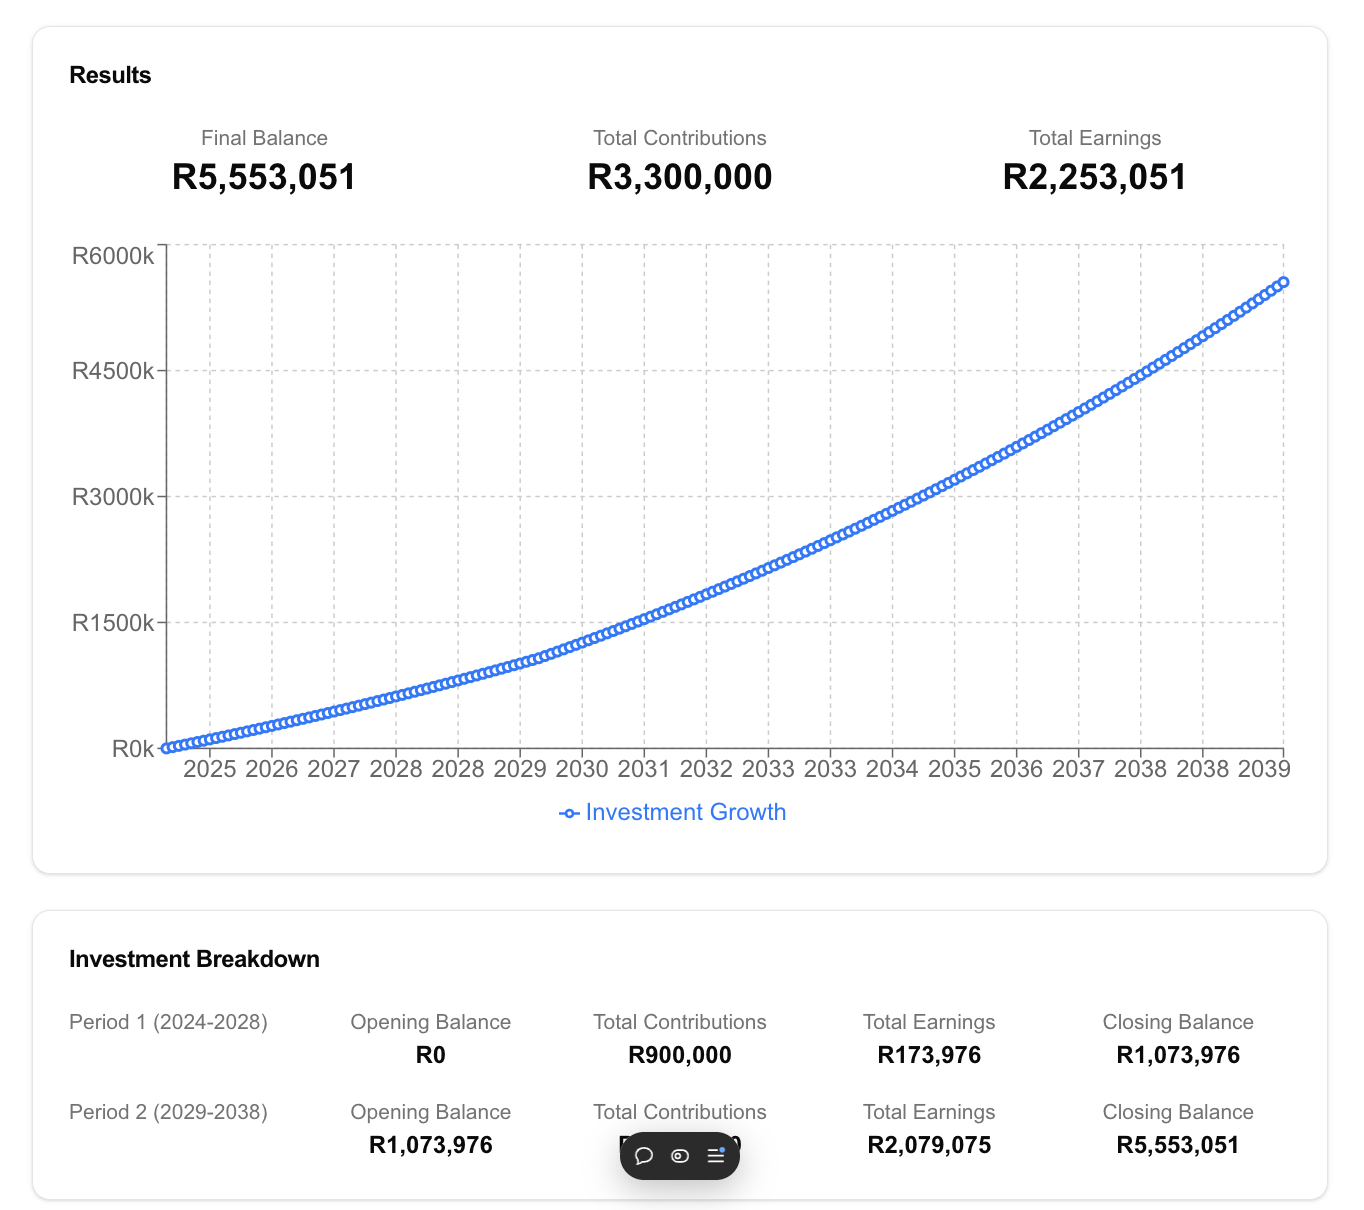 Results
Final Balance Total Contributions Total Earnings
R5,553,051 R3,300,000 R2,253,051
R6000k
R4500k
R3000k
R1500k
R0k
2025 2026 2027 2028 2028 2029 2030 2031 2032 2033 2033 2034 2035 2036 2037 2038 2038 2039
Investment Growth
Investment Breakdown
Period 1 (2024-2028) Opening Balance Total Contributions Total Earnings Closing Balance
R0 R900,000 R173,976 R1,073,976
Period 2 (2029-2038) Opening Balance Total Contributions Total Earnings Closing Balance
R1,073,976 R2,079,075 R5,553,051